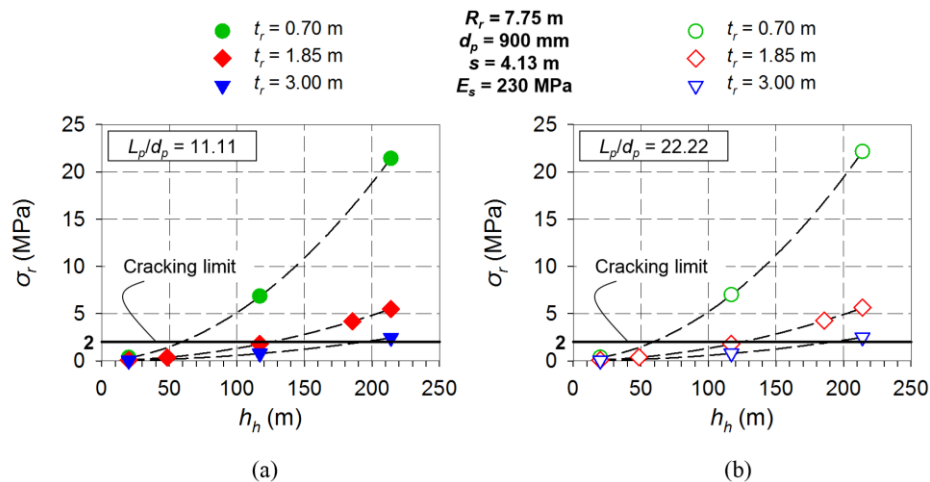 t_r = 0.70 m
t_r = 1.85 m
t_r = 3.00 m
R_r = 7.75 m
d_p = 900 mm
s = 4.13 m
E_s = 230 MPa
t_r = 0.70 m
t_r = 1.85 m
t_r = 3.00 m
L_p/d_p = 11.11
σ_r (MPa)
25
20
15
10
5
2
0
Cracking limit
0 50 100 150 200 250
h_h (m)
(a)
L_p/d_p = 22.22
σ_r (MPa)
25
20
15
10
5
2
0
Cracking limit
0 50 100 150 200 250
h_h (m)
(b)